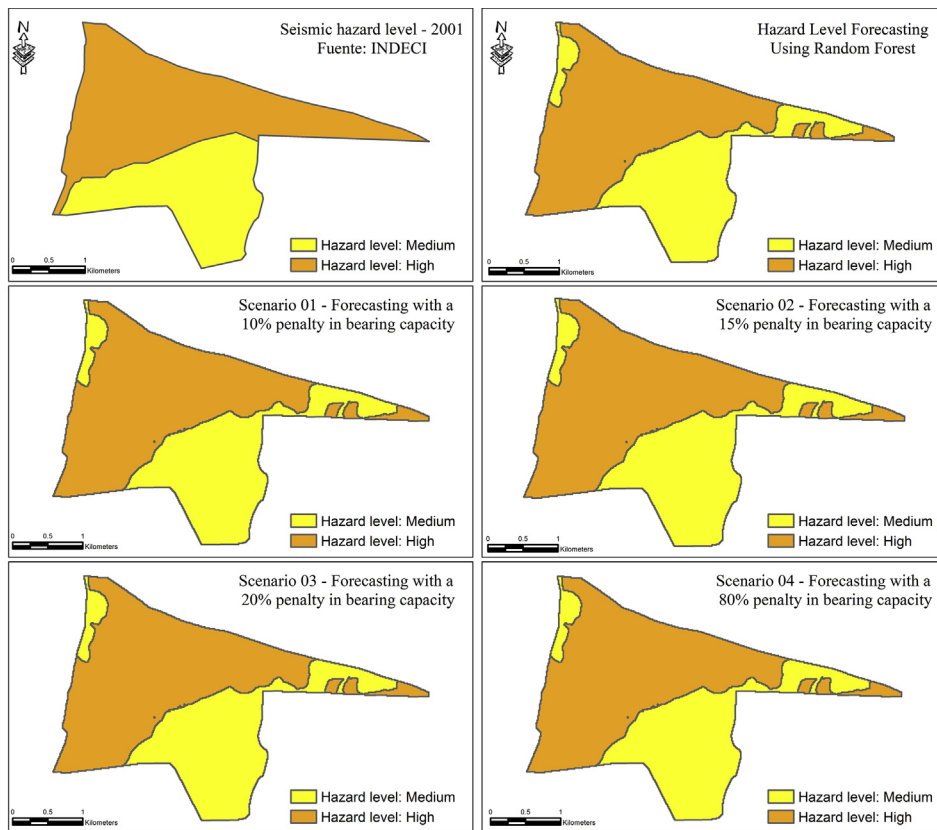 N
Seismic hazard level - 2001
Fuente: INDECI
Hazard level: Medium
Hazard level: High
0 0.5 1
Kilometers
N
Hazard Level Forecasting
Using Random Forest
Hazard level: Medium
Hazard level: High
0 0.5 1
Kilometers
Scenario 01 - Forecasting with a
10% penalty in bearing capacity
Hazard level: Medium
Hazard level: High
0 0.5 1
Kilometers
Scenario 02 - Forecasting with a
15% penalty in bearing capacity
Hazard level: Medium
Hazard level: High
0 0.5 1
Kilometers
Scenario 03 - Forecasting with a
20% penalty in bearing capacity
Hazard level: Medium
Hazard level: High
0 0.5 1
Kilometers
Scenario 04 - Forecasting with a
80% penalty in bearing capacity
Hazard level: Medium
Hazard level: High
0 0.5 1
Kilometers